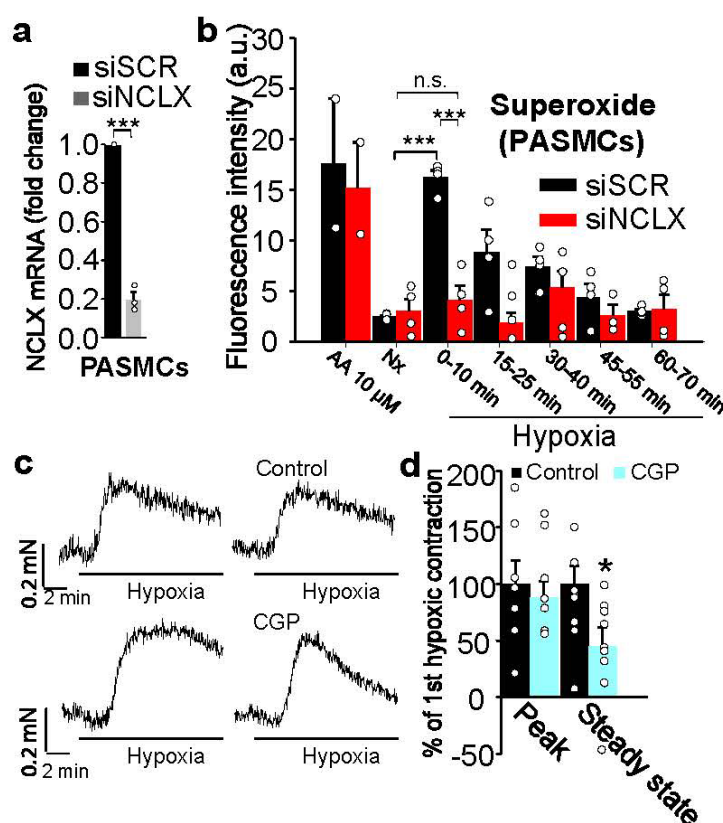 a
siSCR
siNCLX
***
NCLX mRNA (fold change)
1.0
0.8
0.6
0.4
0.2
0.0
PASMCs
b
Fluorescence intensity (a.u.)
30
25
20
15
10
5
0
n.s.
***
***
Superoxide
(PASMCs)
siSCR
siNCLX
AA 10 µM
Nx
0-10 min
15-25 min
30-40 min
45-55 min
60-70 min
Hypoxia
c
Control
0.2 mN
2 min
Hypoxia
Hypoxia
CGP
0.2 mN
2 min
Hypoxia
Hypoxia
d
Control
CGP
% of 1st hypoxic contraction
200
150
100
50
0
-50
*
Peak
Steady state